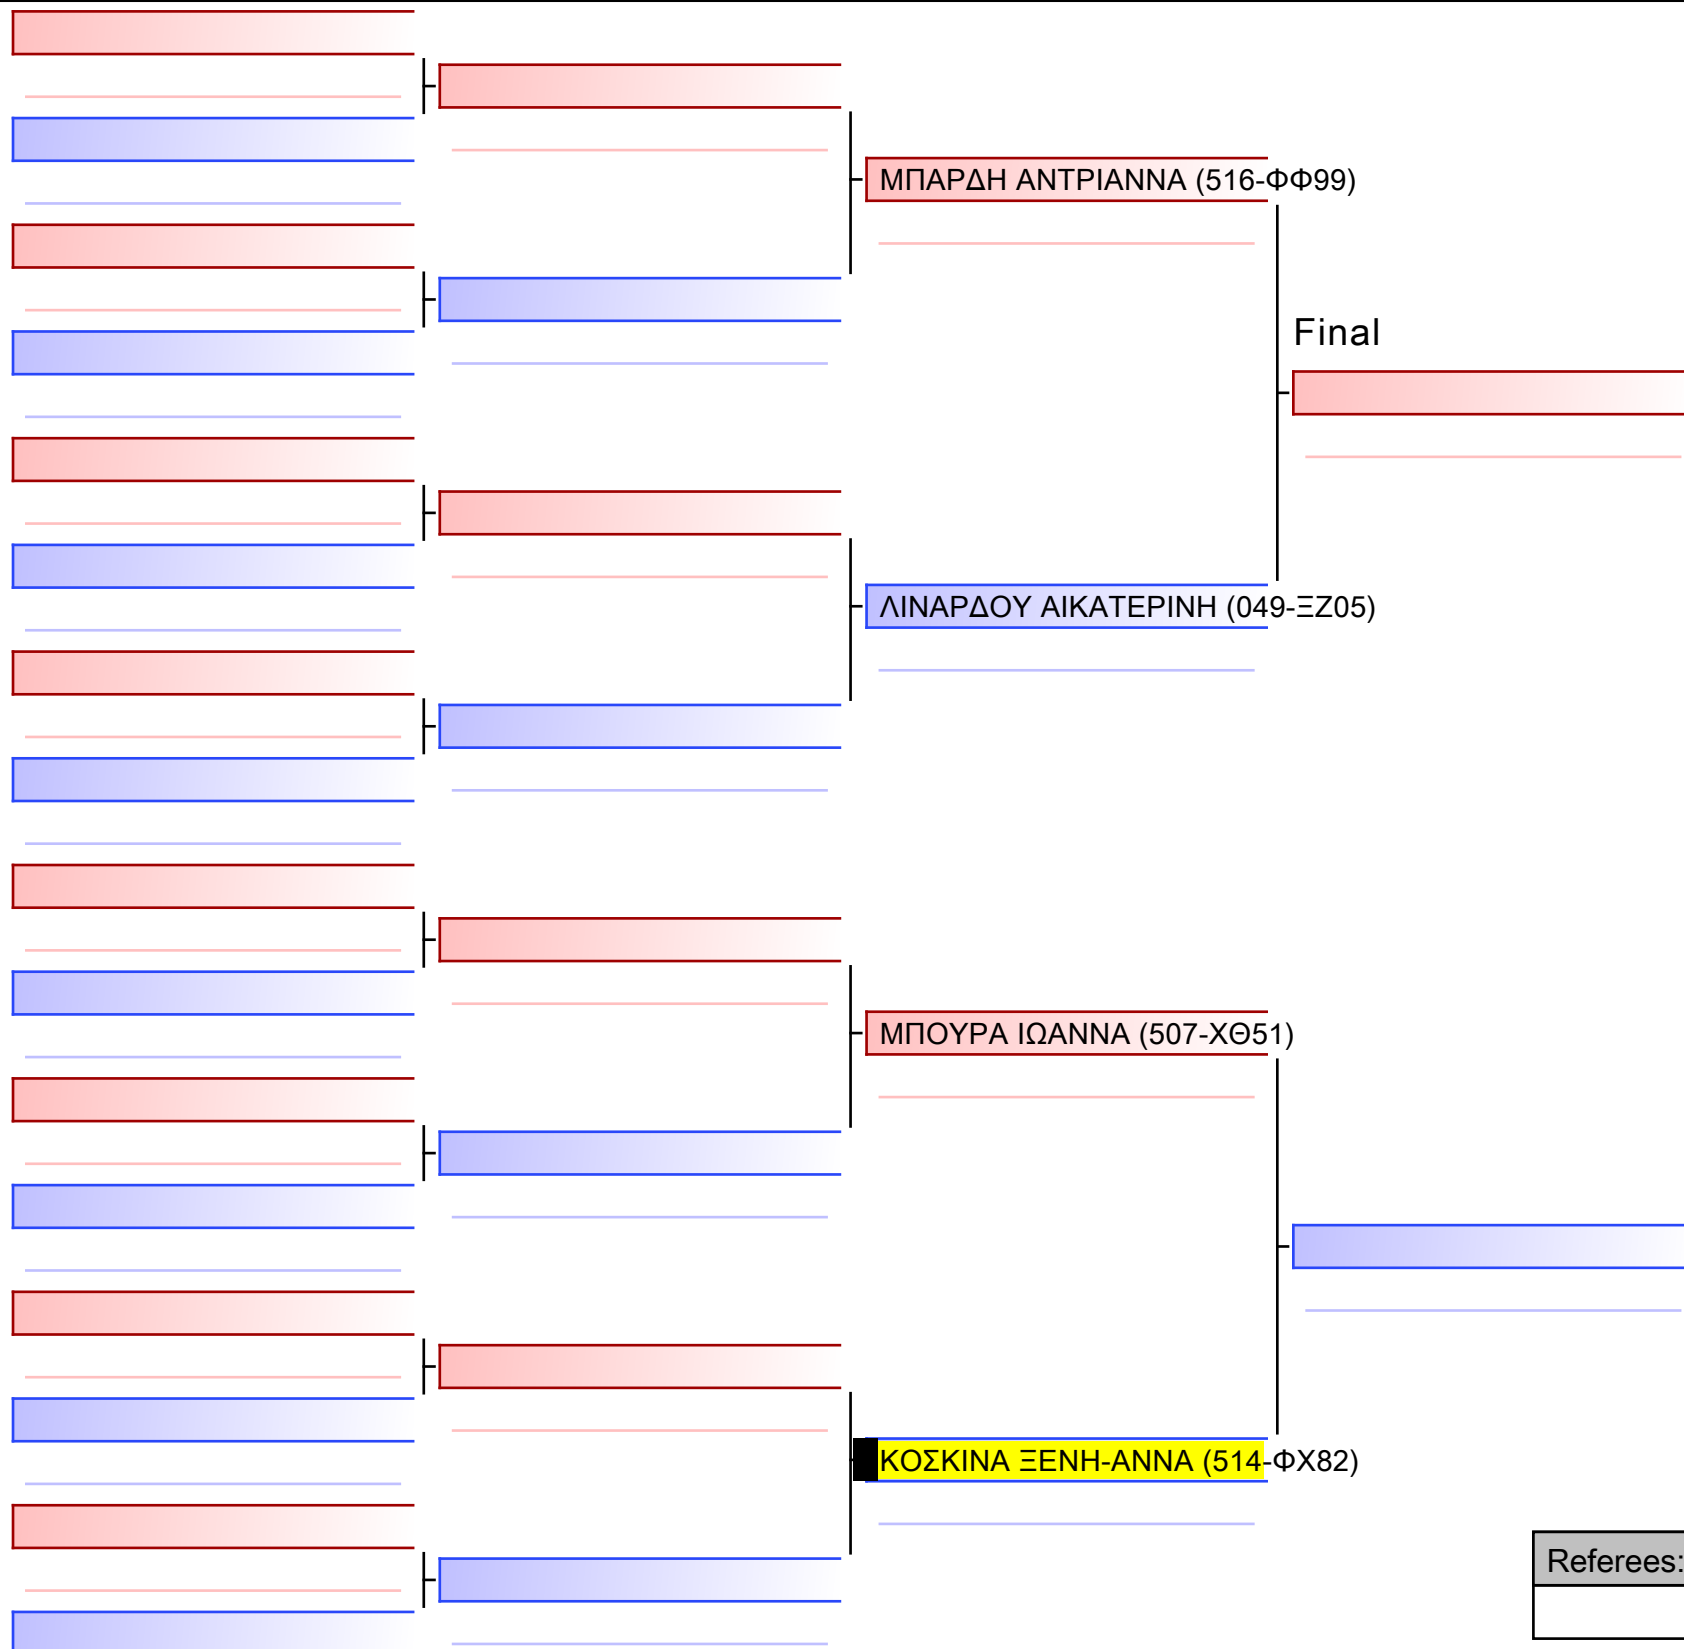 ΜΠΑΡΔΗ ΑΝΤΡΙΑΝΝΑ (516-ΦΦ99)
Final
ΛΙΝΑΡΔΟΥ ΑΙΚΑΤΕΡΙΝΗ (049-ΞΖ05)
ΜΠΟΥΡΑ ΙΩΑΝΝΑ (507-ΧΘ51)
ΚΟΣΚΙΝΑ ΞΕΝΗ-ΑΝΝΑ (514-ΦΧ82)
Referees: